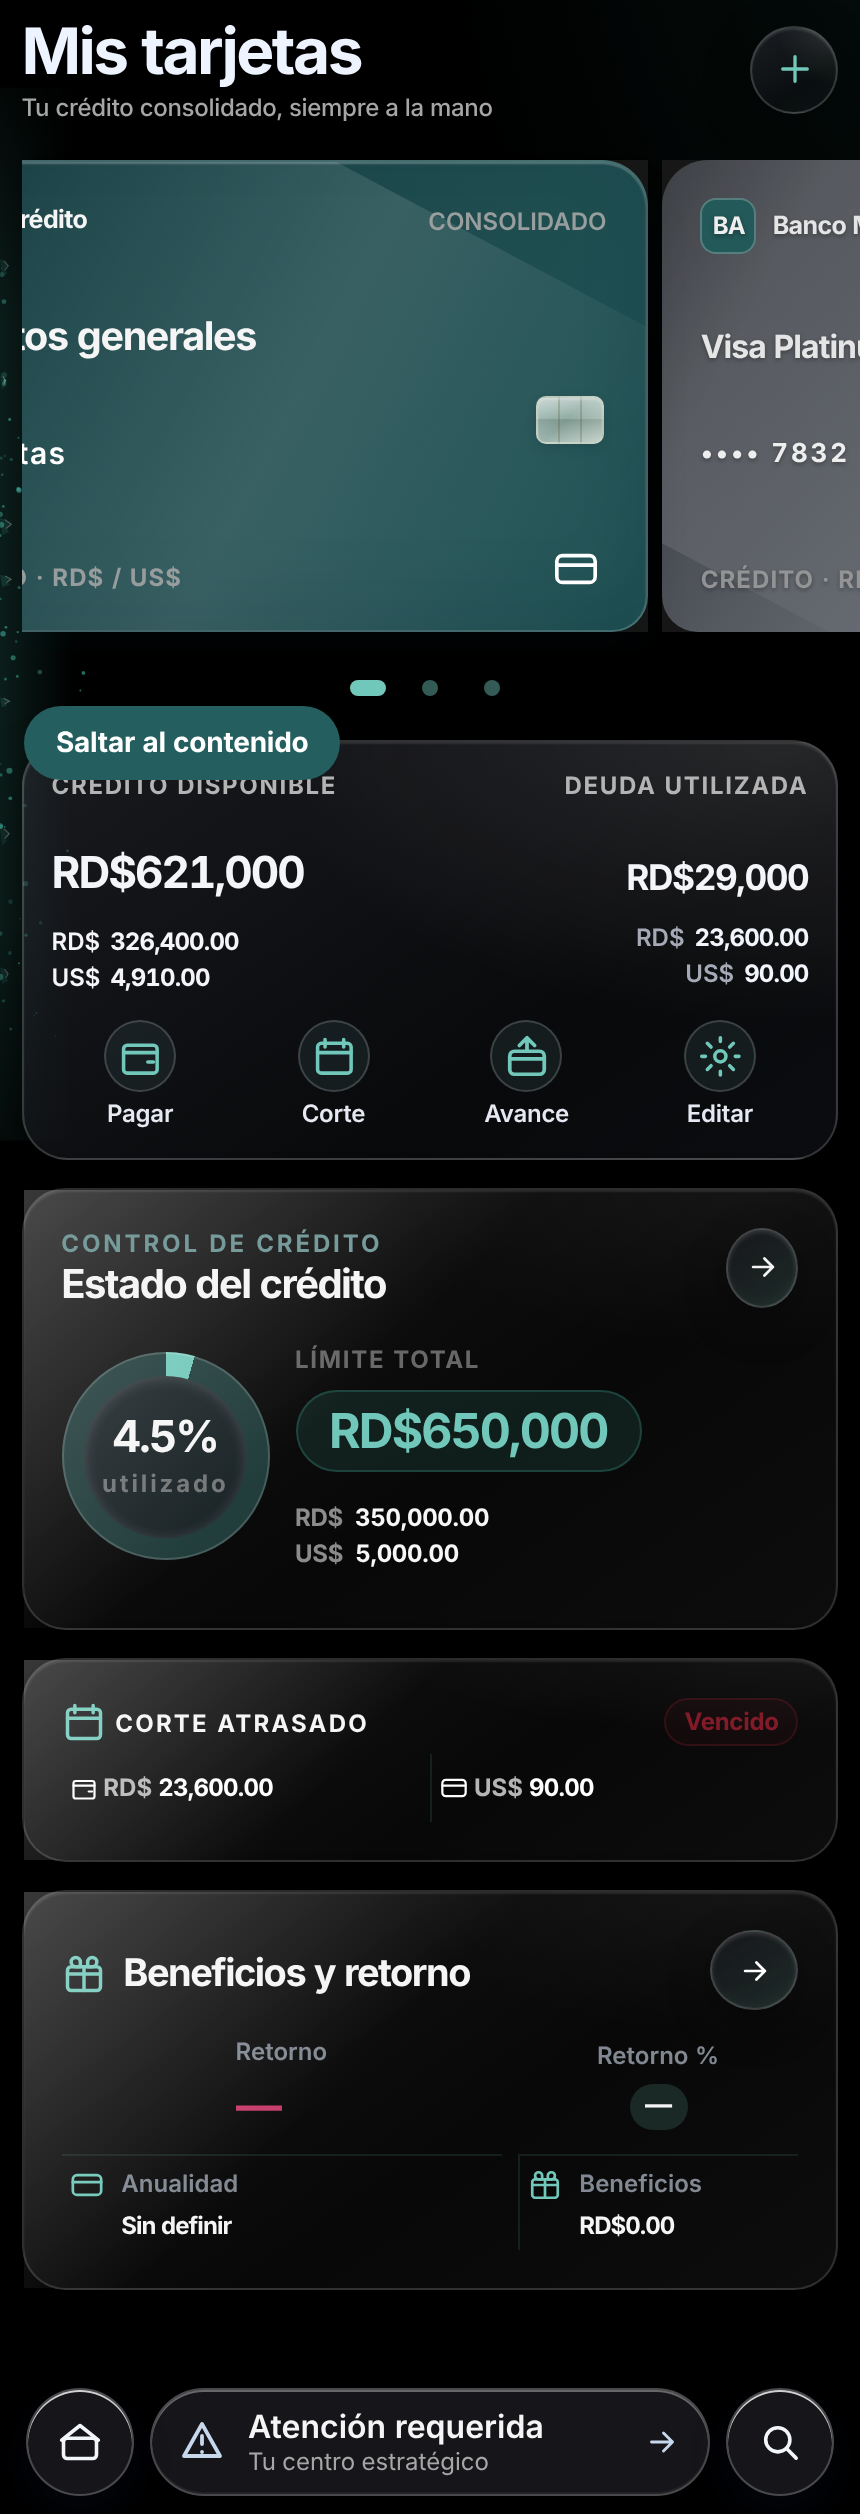 Mis tarjetas
Tu crédito consolidado, siempre a la mano
rédito
CONSOLIDADO
BA
Banco M
tos generales
Visa Platinu
tas
•••• 7832
· RD$ / US$
CRÉDITO · R
Saltar al contenido
CRÉDITO DISPONIBLE
DEUDA UTILIZADA
RD$621,000
RD$29,000
RD$ 326,400.00
RD$ 23,600.00
US$ 4,910.00
US$ 90.00
Pagar
Corte
Avance
Editar
CONTROL DE CRÉDITO
Estado del crédito
LÍMITE TOTAL
4.5%
utilizado
RD$650,000
RD$ 350,000.00
US$ 5,000.00
CORTE ATRASADO
Vencido
RD$ 23,600.00
US$ 90.00
Beneficios y retorno
Retorno
Retorno %
—
—
Anualidad
Sin definir
Beneficios
RD$0.00
Atención requerida
Tu centro estratégico